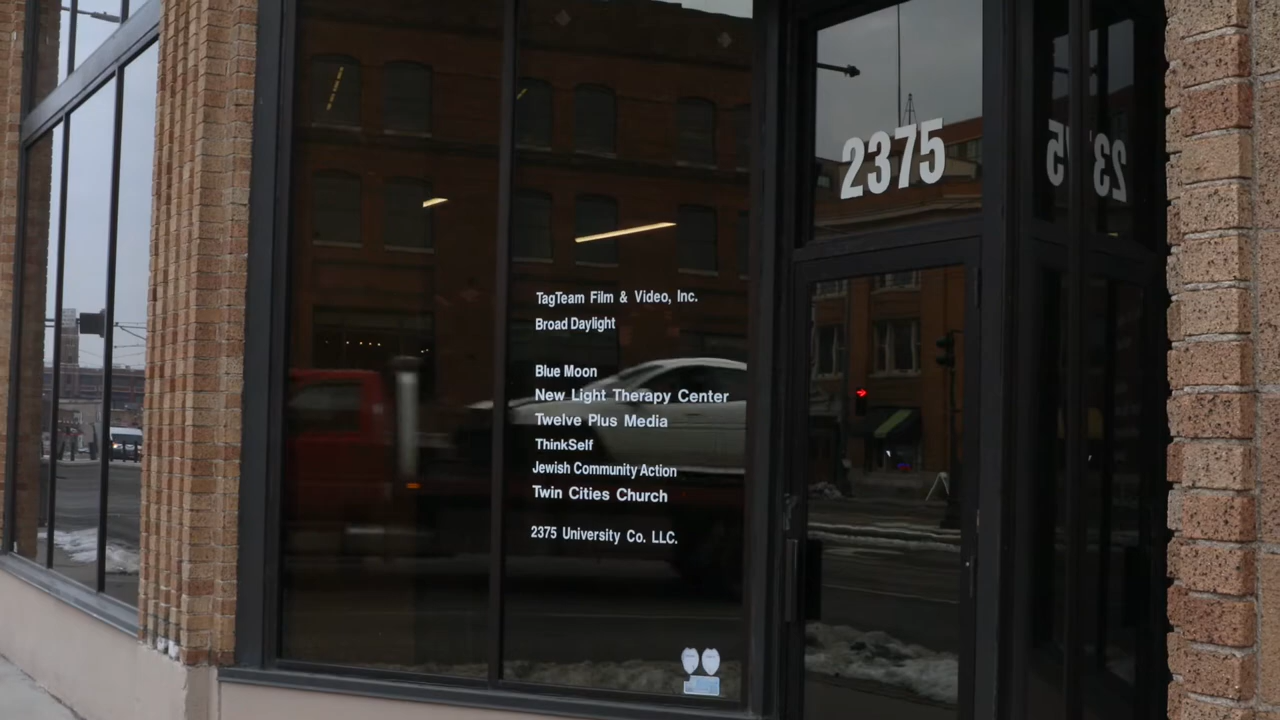 2375
TagTeam Film & Video, Inc.
Broad Daylight
Blue Moon
New Light Therapy Center
Twelve Plus Media
ThinkSelf
Jewish Community Action
Twin Cities Church
2375 University Co. LLC.